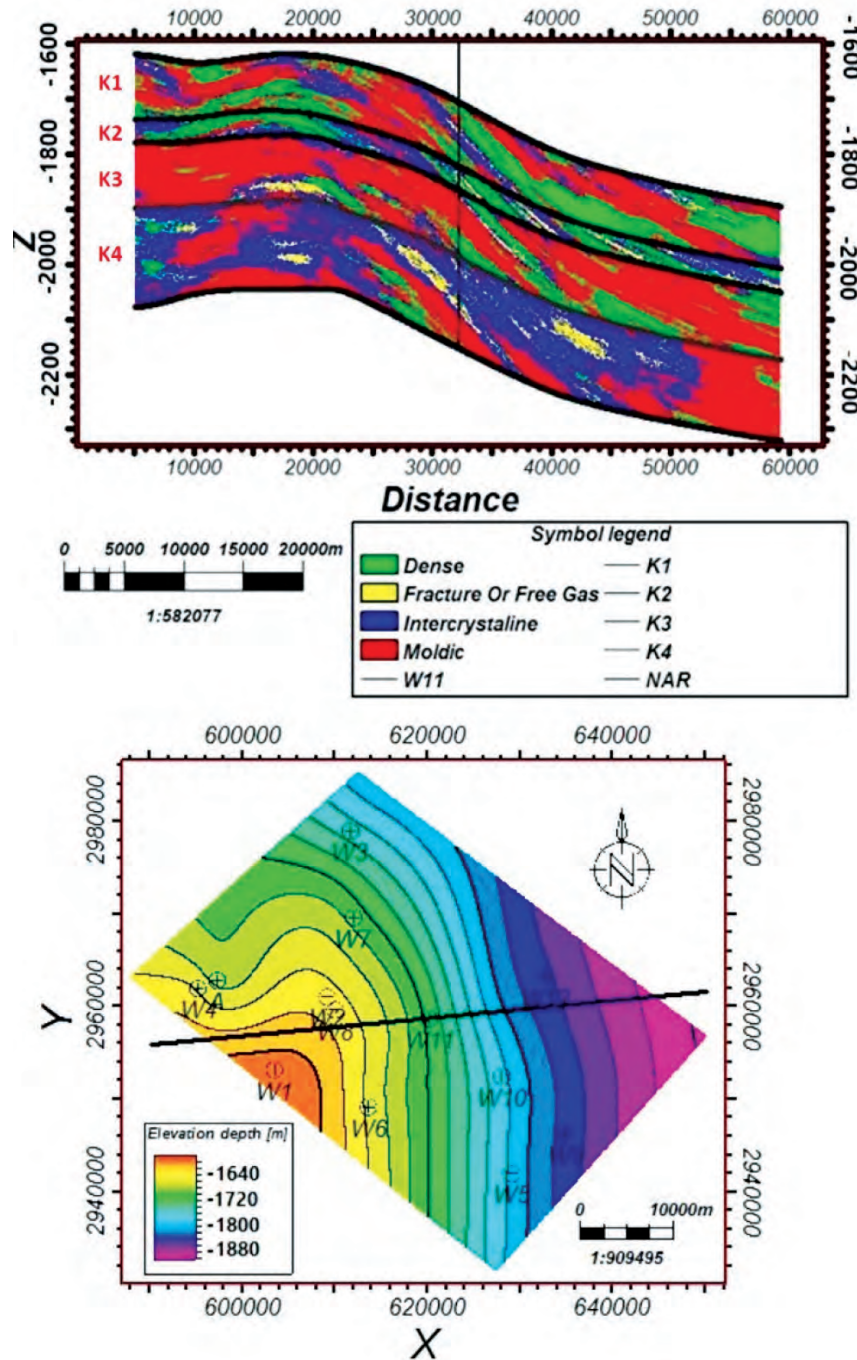 10000 20000 30000 40000 50000 60000
-1600 -1600
K1
K2
-1800 -1800
K3
Z
K4
-2000 -2000
-2200 -2200
10000 20000 30000 40000 50000 60000
Distance
0 5000 10000 15000 20000m
1:582077
Symbol legend
Dense K1
Fracture Or Free Gas K2
Intercrystaline K3
Moldic K4
W11 NAR
600000 620000 640000
2980000 2980000
W3
N
W7
A
W4
2960000 2960000
W8
W11
W1
W10
W6
W5
Y
Elevation depth [m]
-1640
-1720
-1800
-1880
2940000 2940000
0 10000m
1:909495
600000 620000 640000
X